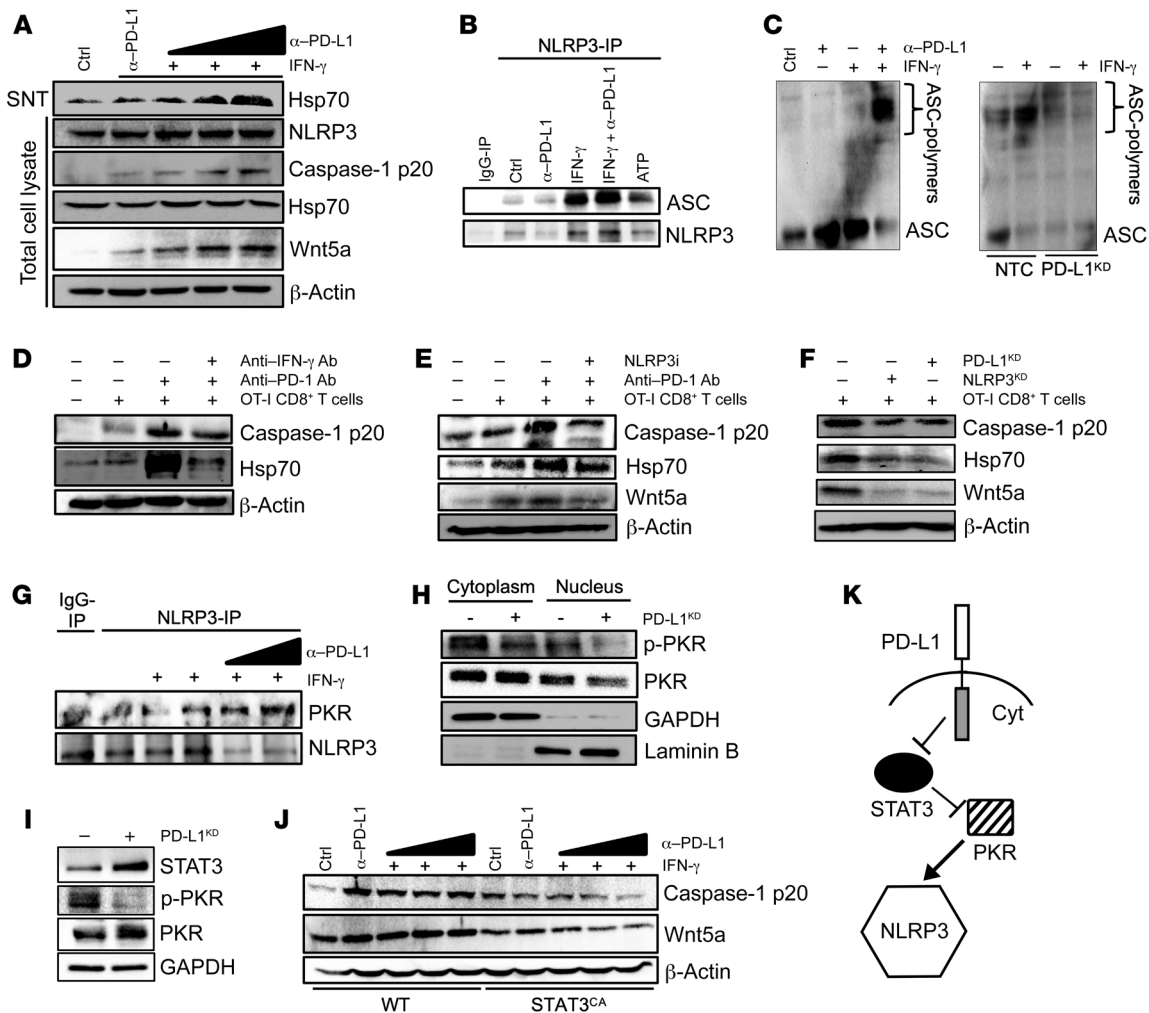 A
Ctrl
α–PD-L1
α–PD-L1
+ + + IFN-γ
SNT
Hsp70
Total cell lysate
NLRP3
Caspase-1 p20
Hsp70
Wnt5a
β-Actin
B
NLRP3-IP
IgG-IP
Ctrl
α–PD-L1
IFN-γ
IFN-γ + α–PD-L1
ATP
ASC
NLRP3
C
Ctrl + – + α–PD-L1
– + + IFN-γ
ASC-polymers
ASC
– + – + IFN-γ
ASC-polymers
ASC
NTC PD-L1KD
D
– – – + Anti–IFN-γ Ab
– – + + Anti–PD-1 Ab
– + + + OT-I CD8+ T cells
Caspase-1 p20
Hsp70
β-Actin
E
– – – + NLRP3i
– – + + Anti–PD-1 Ab
– + + + OT-I CD8+ T cells
Caspase-1 p20
Hsp70
Wnt5a
β-Actin
F
– – + PD-L1KD
– + – NLRP3KD
+ + + OT-I CD8+ T cells
Caspase-1 p20
Hsp70
Wnt5a
β-Actin
G
IgG-
IP
NLRP3-IP
α–PD-L1
+ + + + IFN-γ
PKR
NLRP3
H
Cytoplasm Nucleus
- + - + PD-L1KD
p-PKR
PKR
GAPDH
Laminin B
I
– + PD-L1KD
STAT3
p-PKR
PKR
GAPDH
J
Ctrl
α–PD-L1
Ctrl
α–PD-L1
α–PD-L1
+ + + + + + IFN-γ
Caspase-1 p20
Wnt5a
β-Actin
WT STAT3CA
K
PD-L1
Cyt
STAT3
PKR
NLRP3